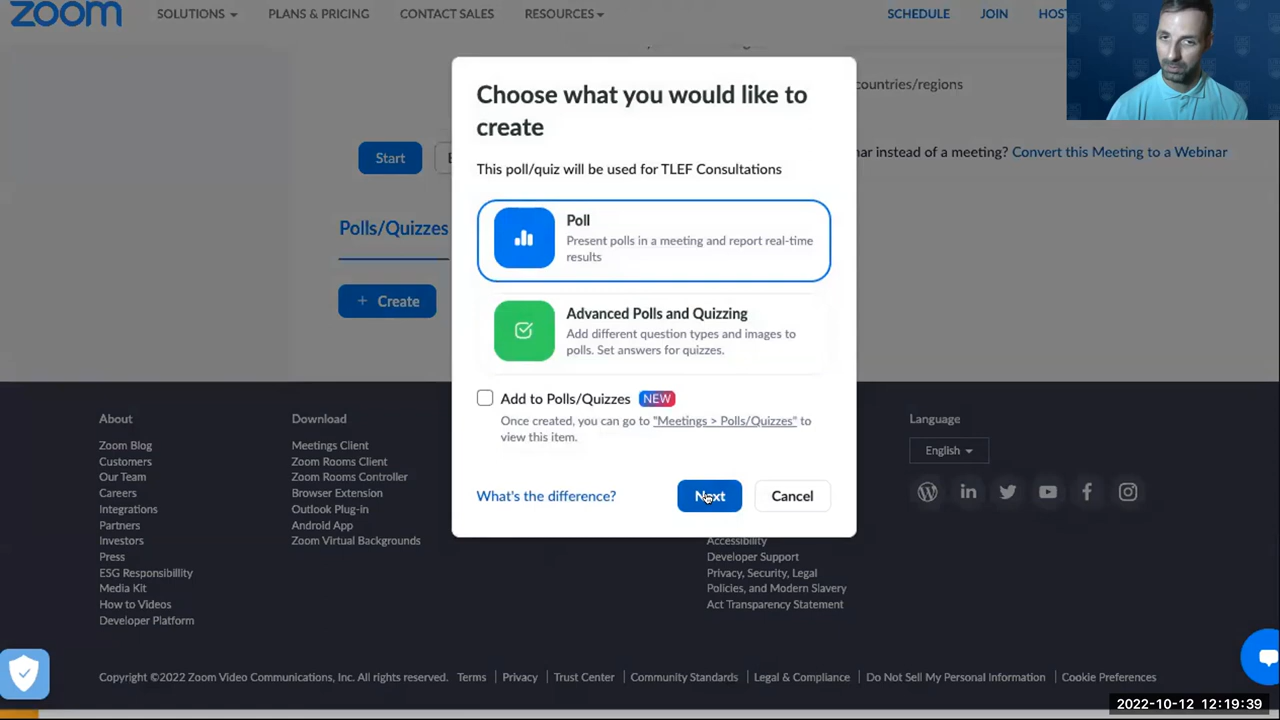 zoom
SOLUTIONS
PLANS & PRICING
CONTACT SALES
RESOURCES
SCHEDULE
JOIN
countries/regions
Choose what you would like to
create
This poll/quiz will be used for TLEF Consultations
Start
instead of a meeting? Convert this Meeting to a Webinar
Polls/Quizzes
Create
Poll
Present polls in a meeting and report real-time
results
Advanced Polls and Quizzing
Add different question types and images to
polls. Set answers for quizzes.
Add to Polls/Quizzes NEW
Once created, you can go to "Meetings > Polls/Quizzes" to
view this item.
What's the difference?
Next
Cancel
About
Zoom Blog
Customers
Our Team
Careers
Integrations
Partners
Investors
Press
ESG Responsibility
Media Kit
How to Videos
Developer Platform
Download
Meetings Client
Zoom Rooms Client
Zoom Rooms Controller
Browser Extension
Outlook Plug-in
Android App
Zoom Virtual Backgrounds
Accessibility
Developer Support
Privacy, Security, Legal
Policies, and Modern Slavery
Act Transparency Statement
Language
English
Copyright ©2022 Zoom Video Communications, Inc. All rights reserved. Terms | Privacy | Trust Center | Community Standards | Legal & Compliance | Do Not Sell My Personal Information | Cookie Preferences
2022-10-12 12:19:39